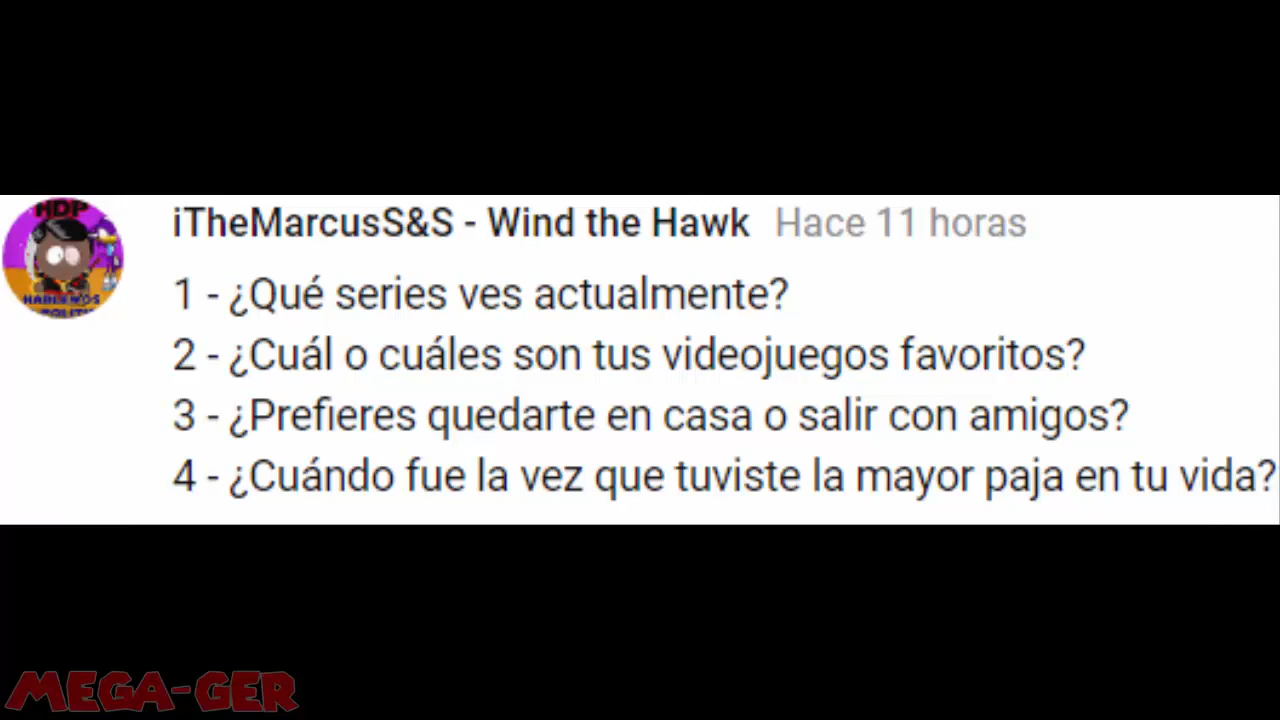 HDP
HABLEMOS
iTheMarcusS&S - Wind the Hawk Hace 11 horas
1 - ¿Qué series ves actualmente?
2 - ¿Cuál o cuáles son tus videojuegos favoritos?
3 - ¿Prefieres quedarte en casa o salir con amigos?
4 - ¿Cuándo fue la vez que tuviste la mayor paja en tu vida?
MEGA-GER